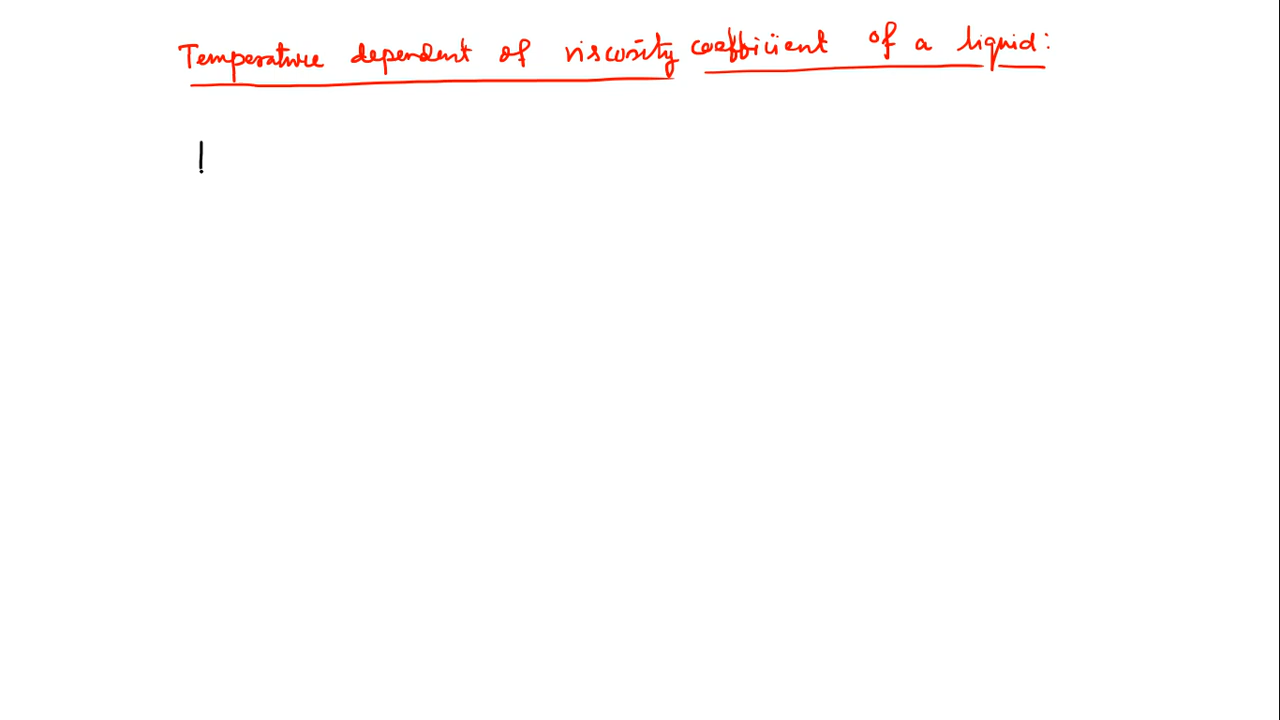 Temperature dependent of viscosity coefficient of a liquid: